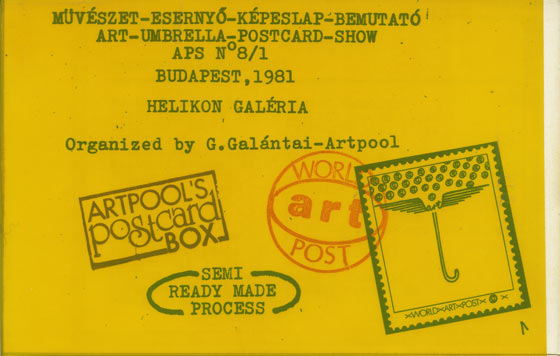 MŰVÉSZET-ESERNYŐ-KÉPESLAP-BEMUTATÓ
ART-UMBRELLA-POSTCARD-SHOW
APS Nº8/1
BUDAPEST,1981
HELIKON GALÉRIA
Organized by G.Galántai-Artpool
ARTPOOL'S
postcard
BOX
WORLD
art
POST
SEMI
READY MADE
PROCESS
WORLD×ART×POST